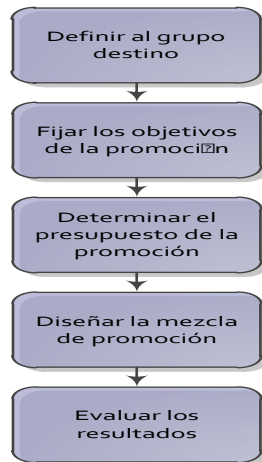 Definir al grupo
destino
Fijar los objetivos
de la promoci�n
Determinar el
presupuesto de la
promoción
Diseñar la mezcla
de promoción
Evaluar los
resultados